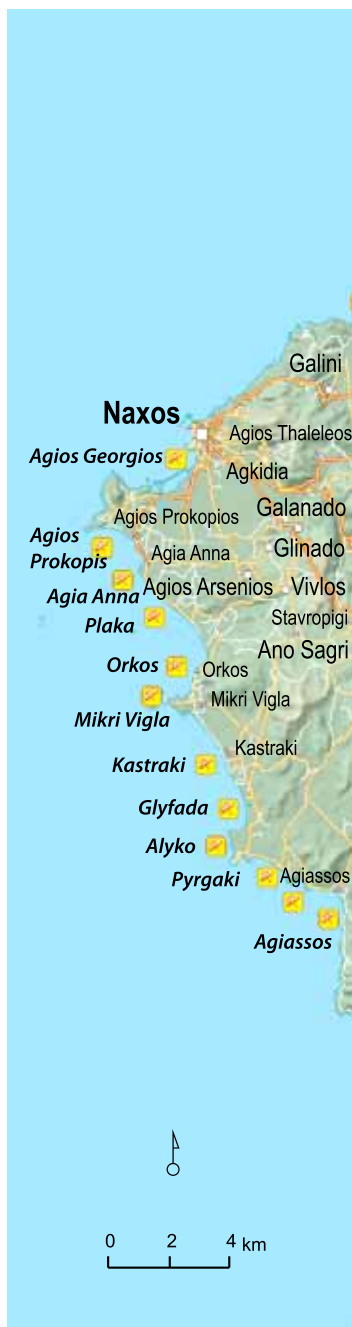 Galini
Naxos
Agios Thaleleos
Agios Georgios
Agkidia
Galanado
Agios Prokopios
Agios
Prokopis
Glinado
Agia Anna
Agia Anna
Agios Arsenios
Vivlos
Plaka
Stavropigi
Ano Sagri
Orkos
Orkos
Mikri Vigla
Mikri Vigla
Kastraki
Kastraki
Glyfada
Alyko
Pyrgaki
Agiassos
Agiassos
0 2 4 km